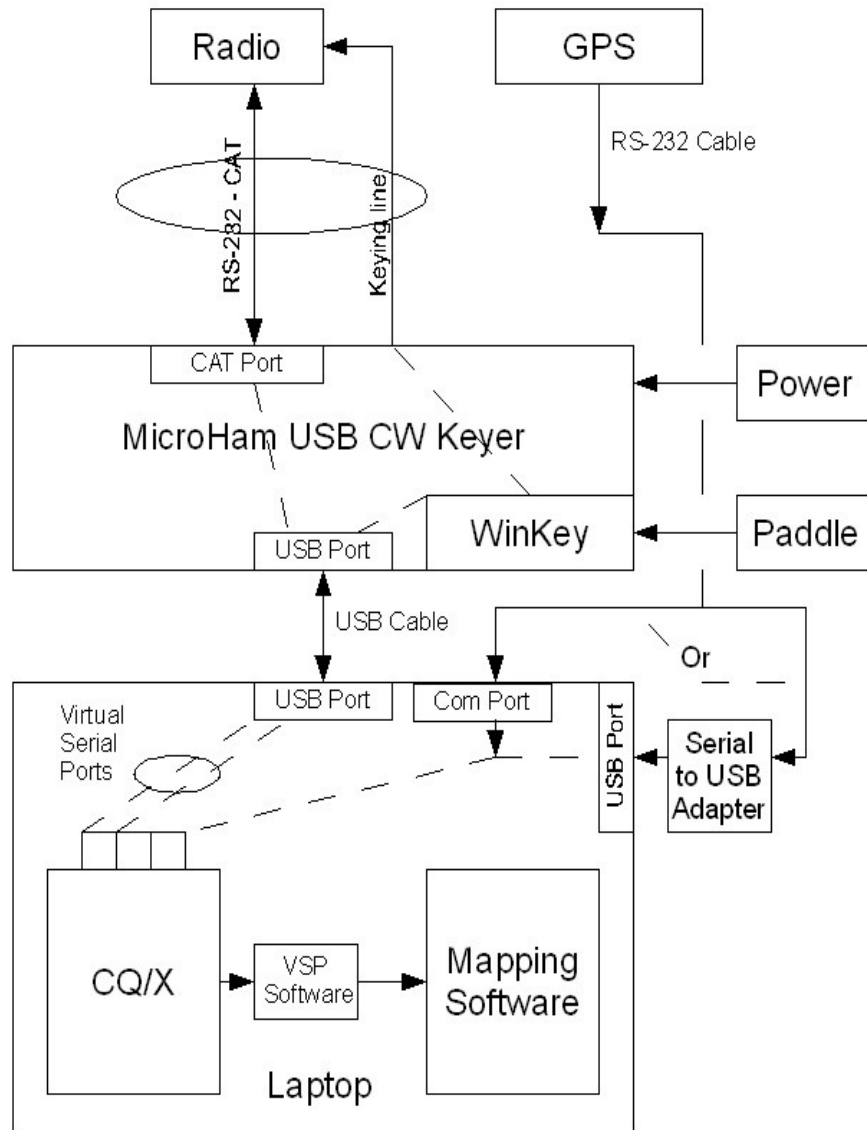 Radio
GPS
RS-232 Cable
RS-232 - CAT
Keying line
CAT Port
MicroHam USB CW Keyer
Power
USB Port
WinKey
Paddle
USB Cable
Or
USB Port
Com Port
USB Port
Virtual
Serial
Ports
Serial
to USB
Adapter
CQ/X
VSP
Software
Mapping
Software
Laptop